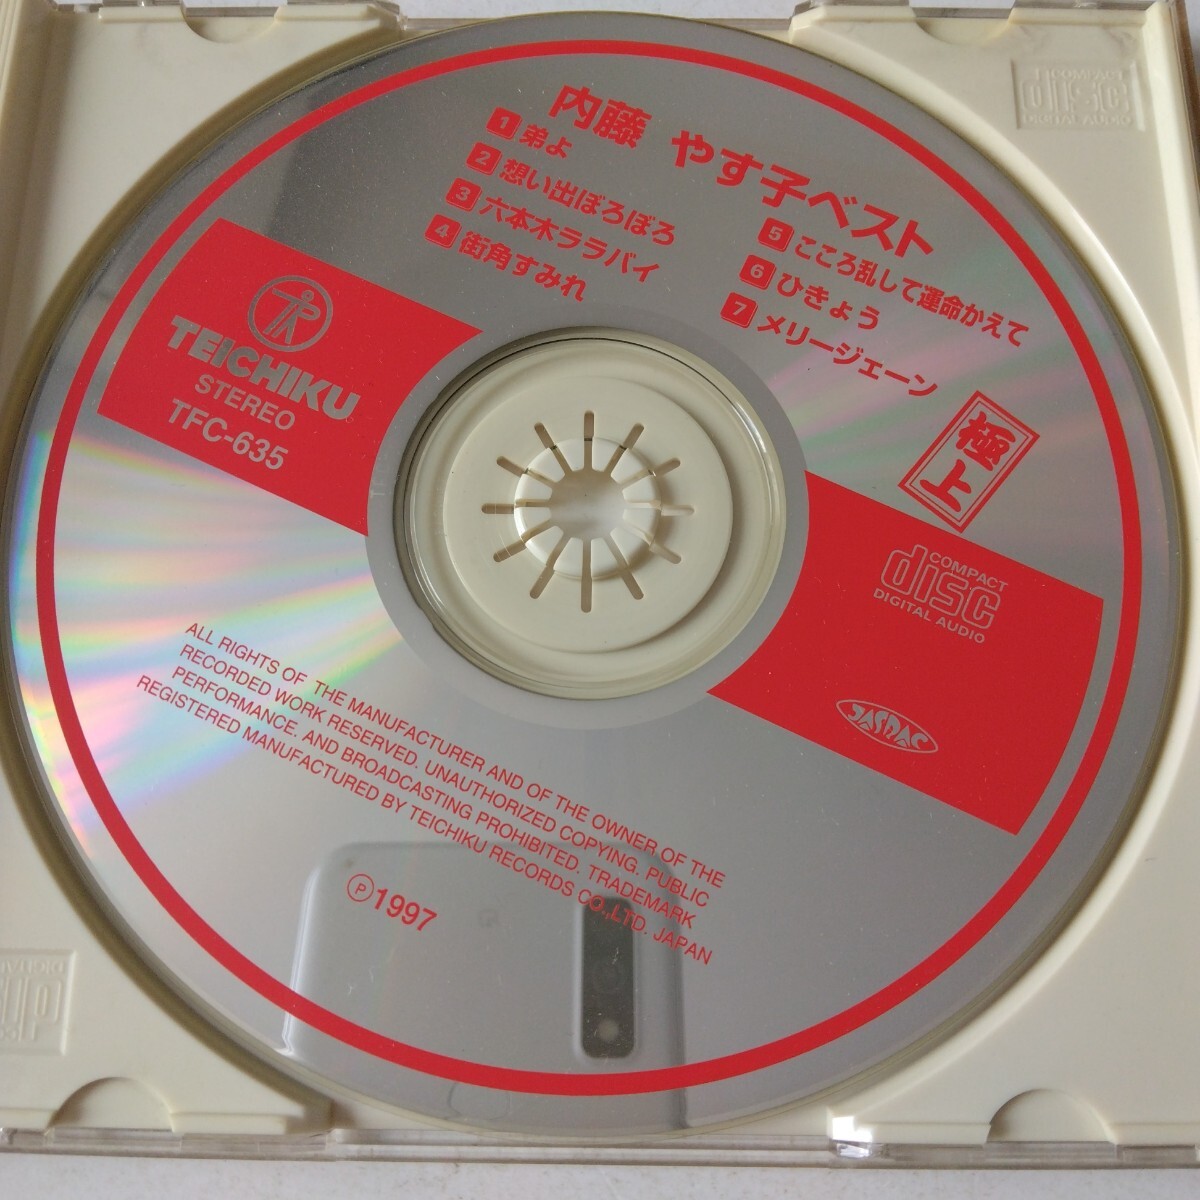 内藤 やす子ベスト
1 弟よ
2 想い出ぼろぼろ
3 六本木ララバイ
4 街角すみれ
5 こころ乱して運命かえて
6 ひきょう
7 メリージェーン
極上
TEICHIKU
STEREO
TFC-635
COMPACT
disc
DIGITAL AUDIO
JASRAC
ALL RIGHTS OF THE MANUFACTURER AND OF THE OWNER OF THE
RECORDED WORK RESERVED. UNAUTHORIZED COPYING. PUBLIC
PERFORMANCE. AND BROADCASTING PROHIBITED. TRADEMARK
REGISTERED MANUFACTURED BY TEICHIKU RECORDS CO.,LTD. JAPAN
Ⓟ1997
COMPACT
disc
DIGITAL AUDIO